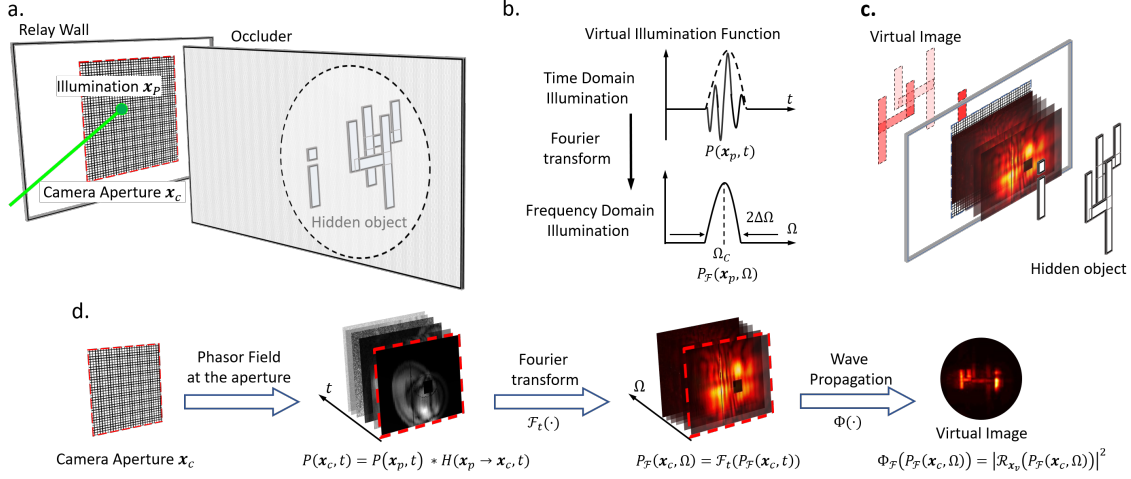 a.
Relay Wall
Occluder
Illumination 𝒙_P
Camera Aperture 𝒙_c
Hidden object
b.
Virtual Illumination Function
Time Domain
Illumination
t
P(𝒙_p, t)
Fourier
transform
Frequency Domain
Illumination
2ΔΩ
Ω
Ω_C
P_ℱ(𝒙_p, Ω)
c.
Virtual Image
Hidden object
d.
Camera Aperture 𝒙_c
Phasor Field
at the aperture
t
P(𝒙_c, t) = P(𝒙_p, t) ∗ H(𝒙_p → 𝒙_c, t)
Fourier
transform
ℱ_t(·)
Ω
P_ℱ(𝒙_c, Ω) = ℱ_t(P_ℱ(𝒙_c, t))
Wave
Propagation
Φ(·)
Virtual Image
Φ_ℱ(P_ℱ(𝒙_c, Ω)) = |ℛ_{𝒙_v}(P_ℱ(𝒙_c, Ω))|²